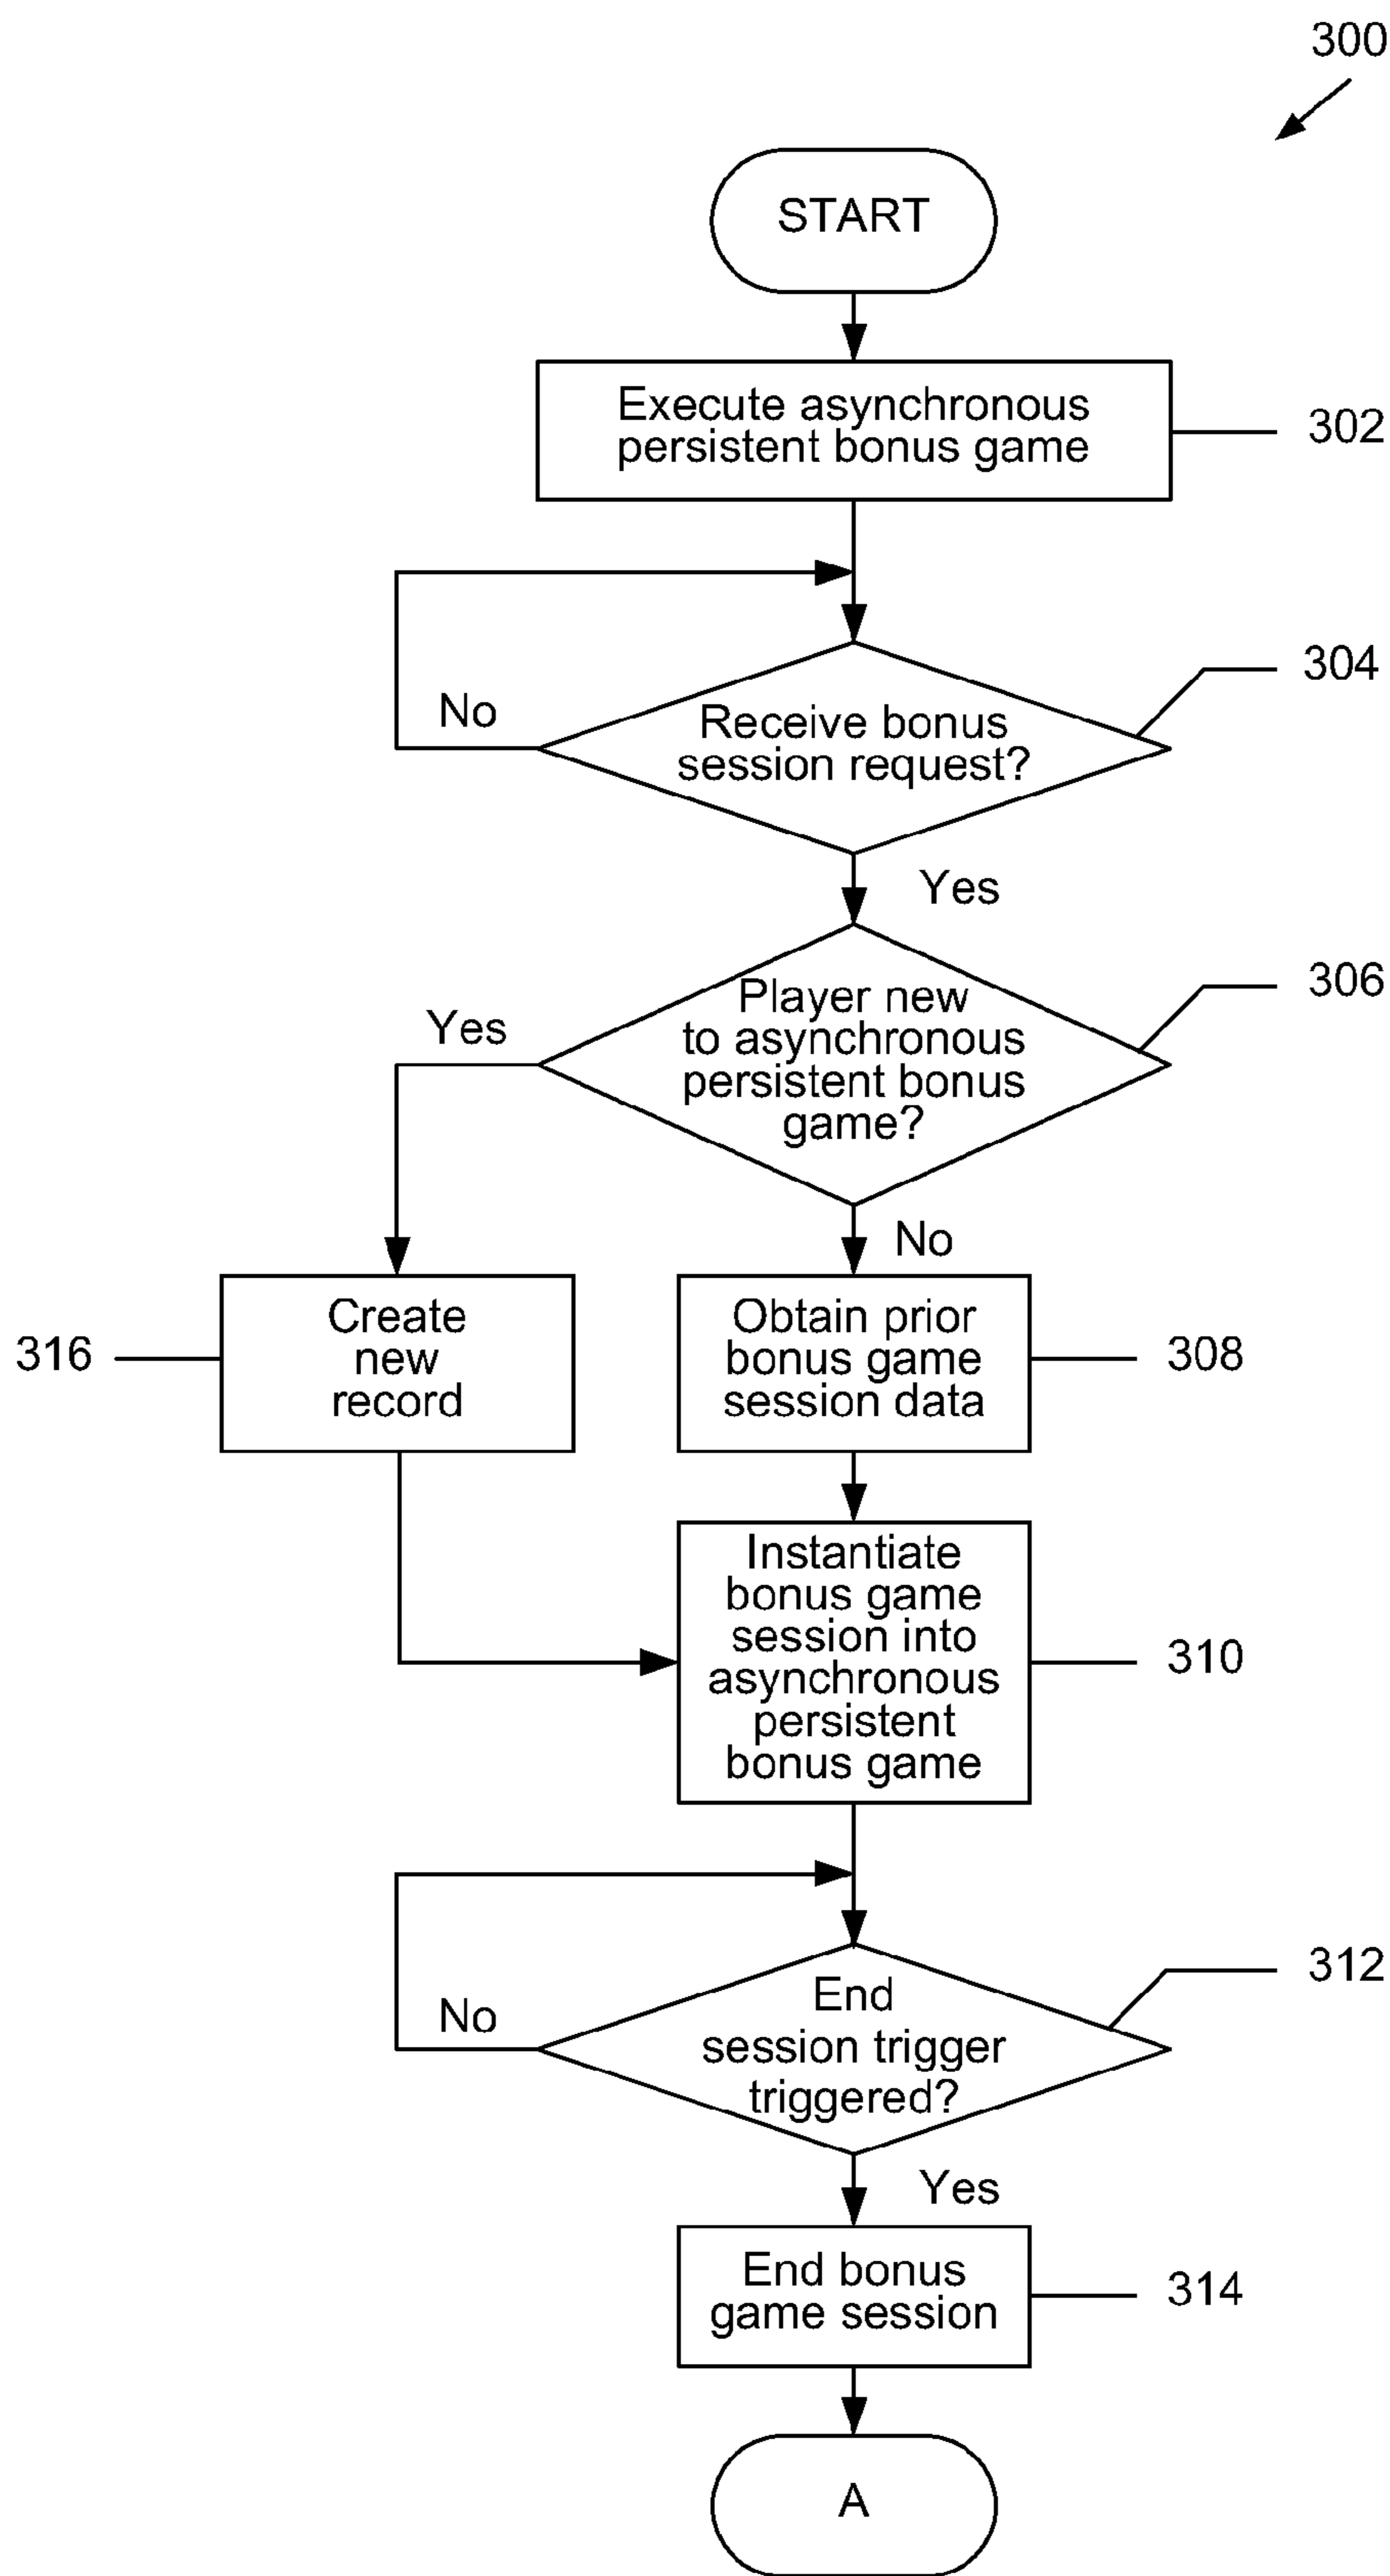 300
START
Execute asynchronous
persistent bonus game
302
304
No
Receive bonus
session request?
Yes
306
Yes
Player new
to asynchronous
persistent bonus
game?
No
316
Create
new
record
Obtain prior
bonus game
session data
308
Instantiate
bonus game
session into
asynchronous
persistent
bonus game
310
312
No
End
session trigger
triggered?
Yes
End bonus
game session
314
A